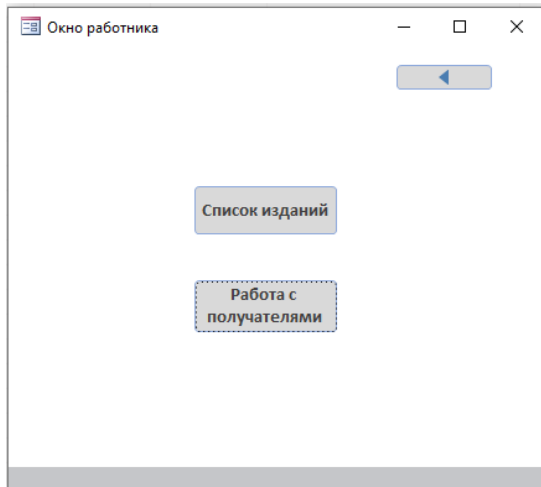 Окно работника
Список изданий
Работа с
получателями